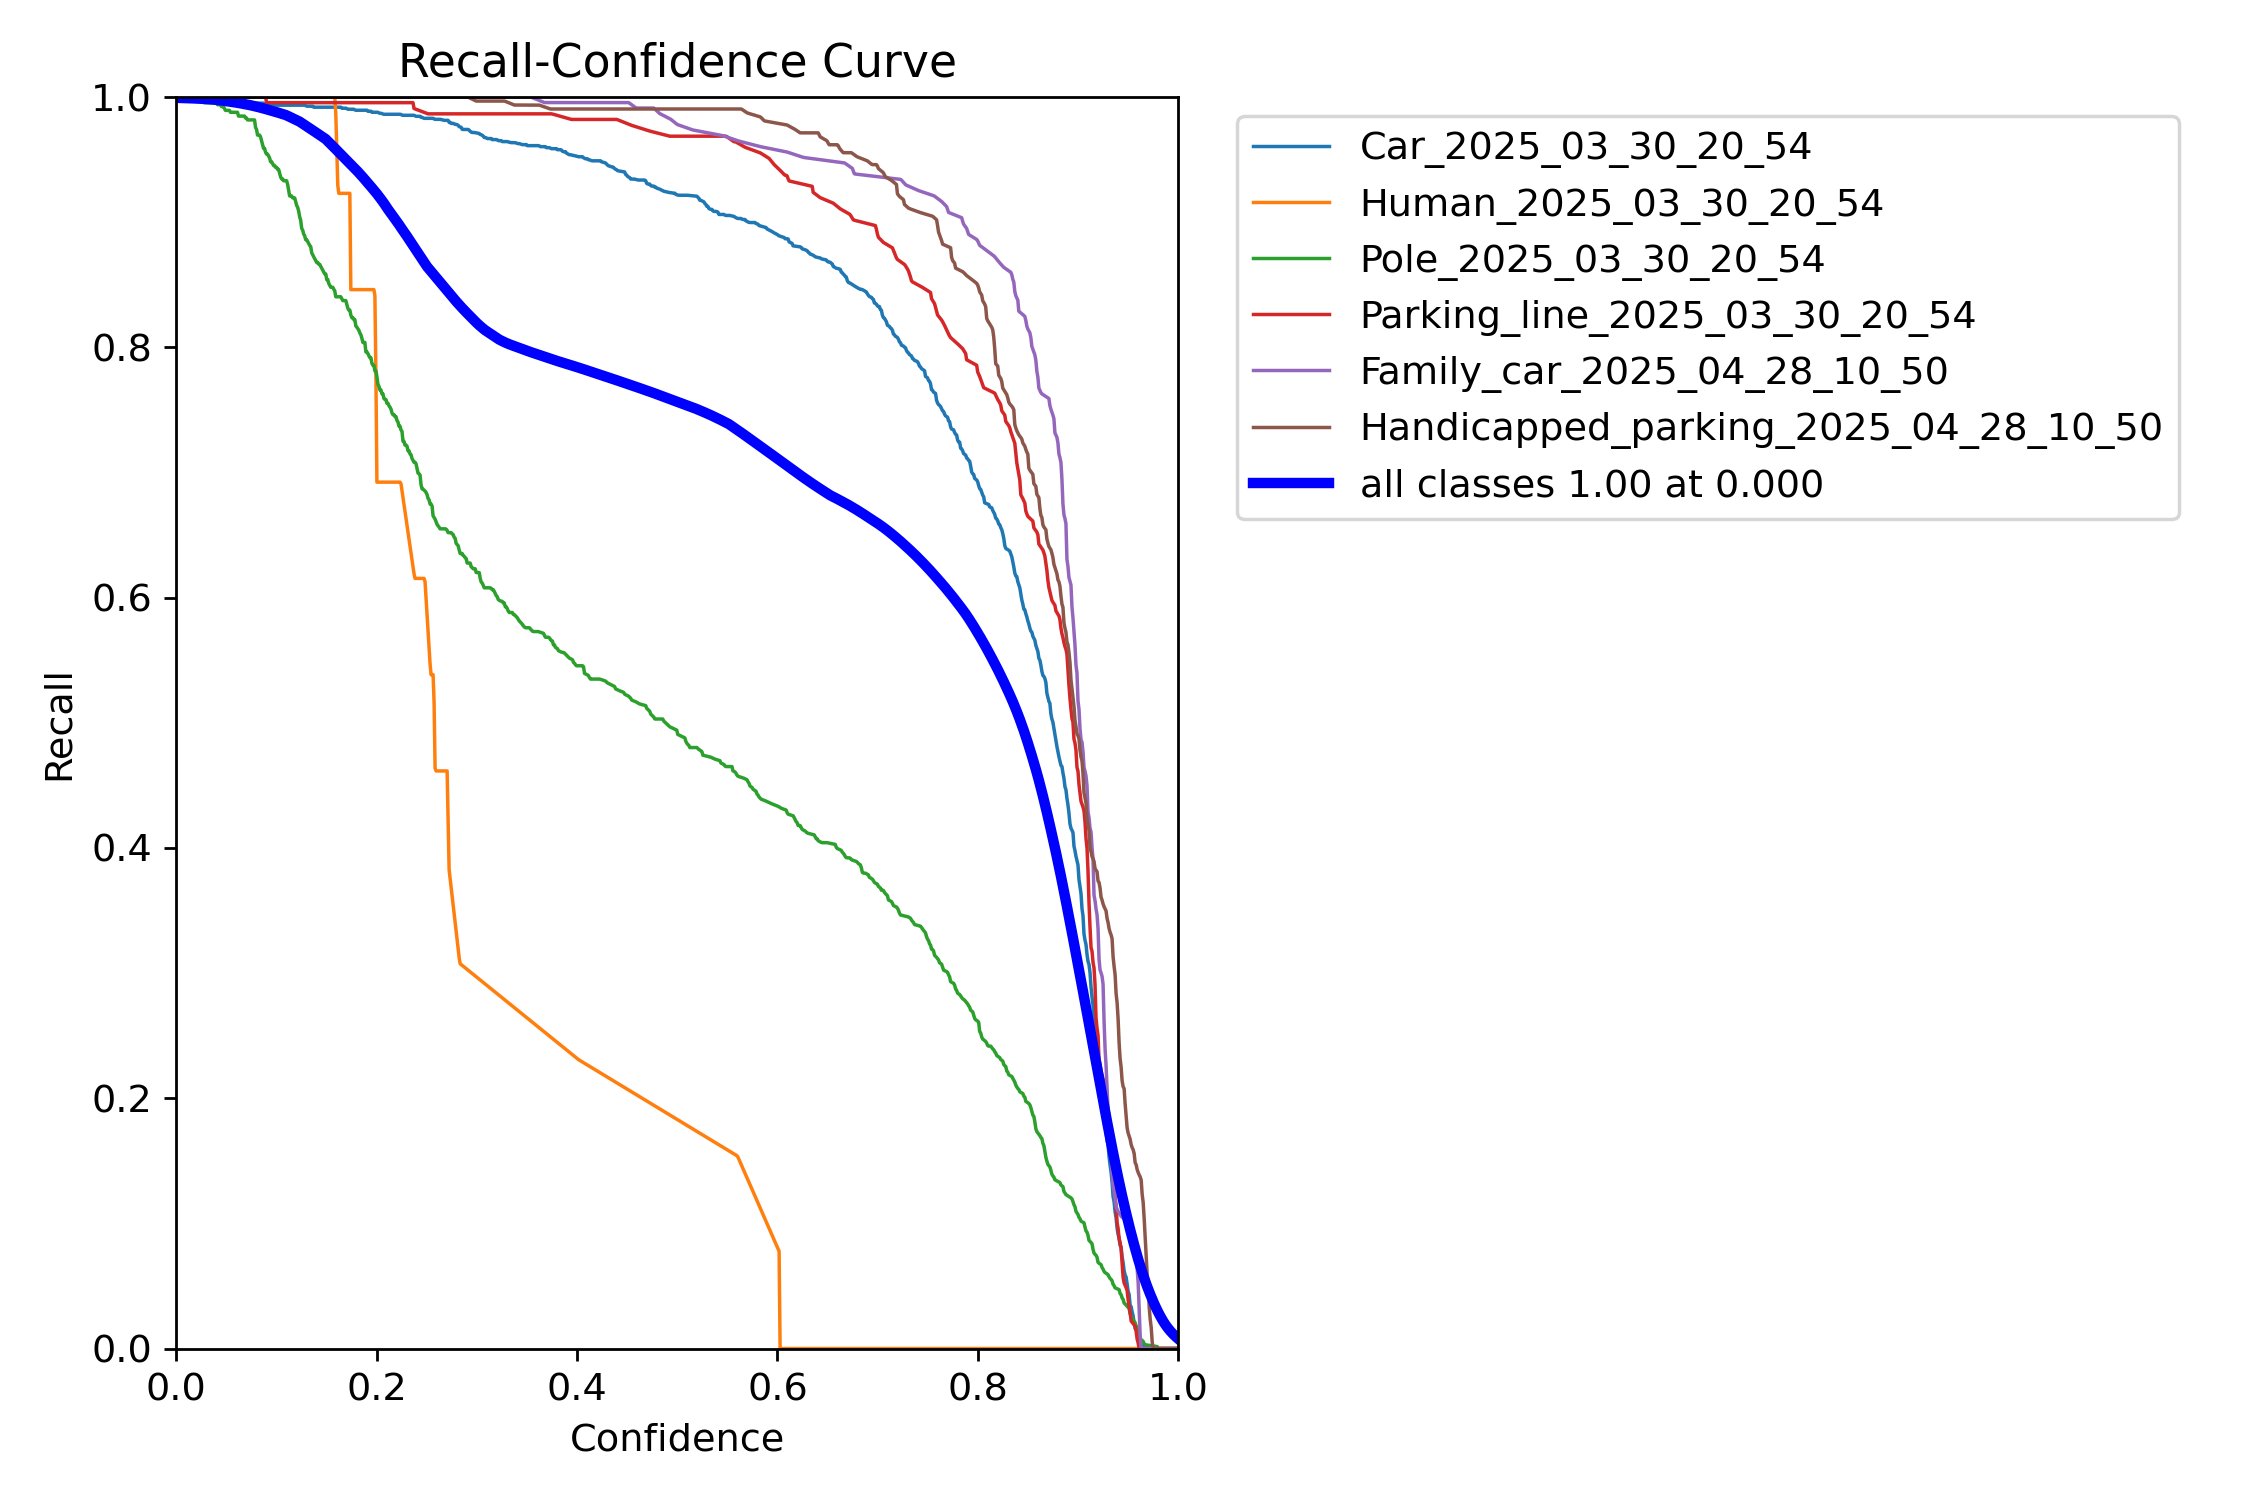 Recall-Confidence Curve
1.0
0.8
0.6
0.4
0.2
0.0
Recall
0.0 0.2 0.4 0.6 0.8 1.0
Confidence
Car_2025_03_30_20_54
Human_2025_03_30_20_54
Pole_2025_03_30_20_54
Parking_line_2025_03_30_20_54
Family_car_2025_04_28_10_50
Handicapped_parking_2025_04_28_10_50
all classes 1.00 at 0.000